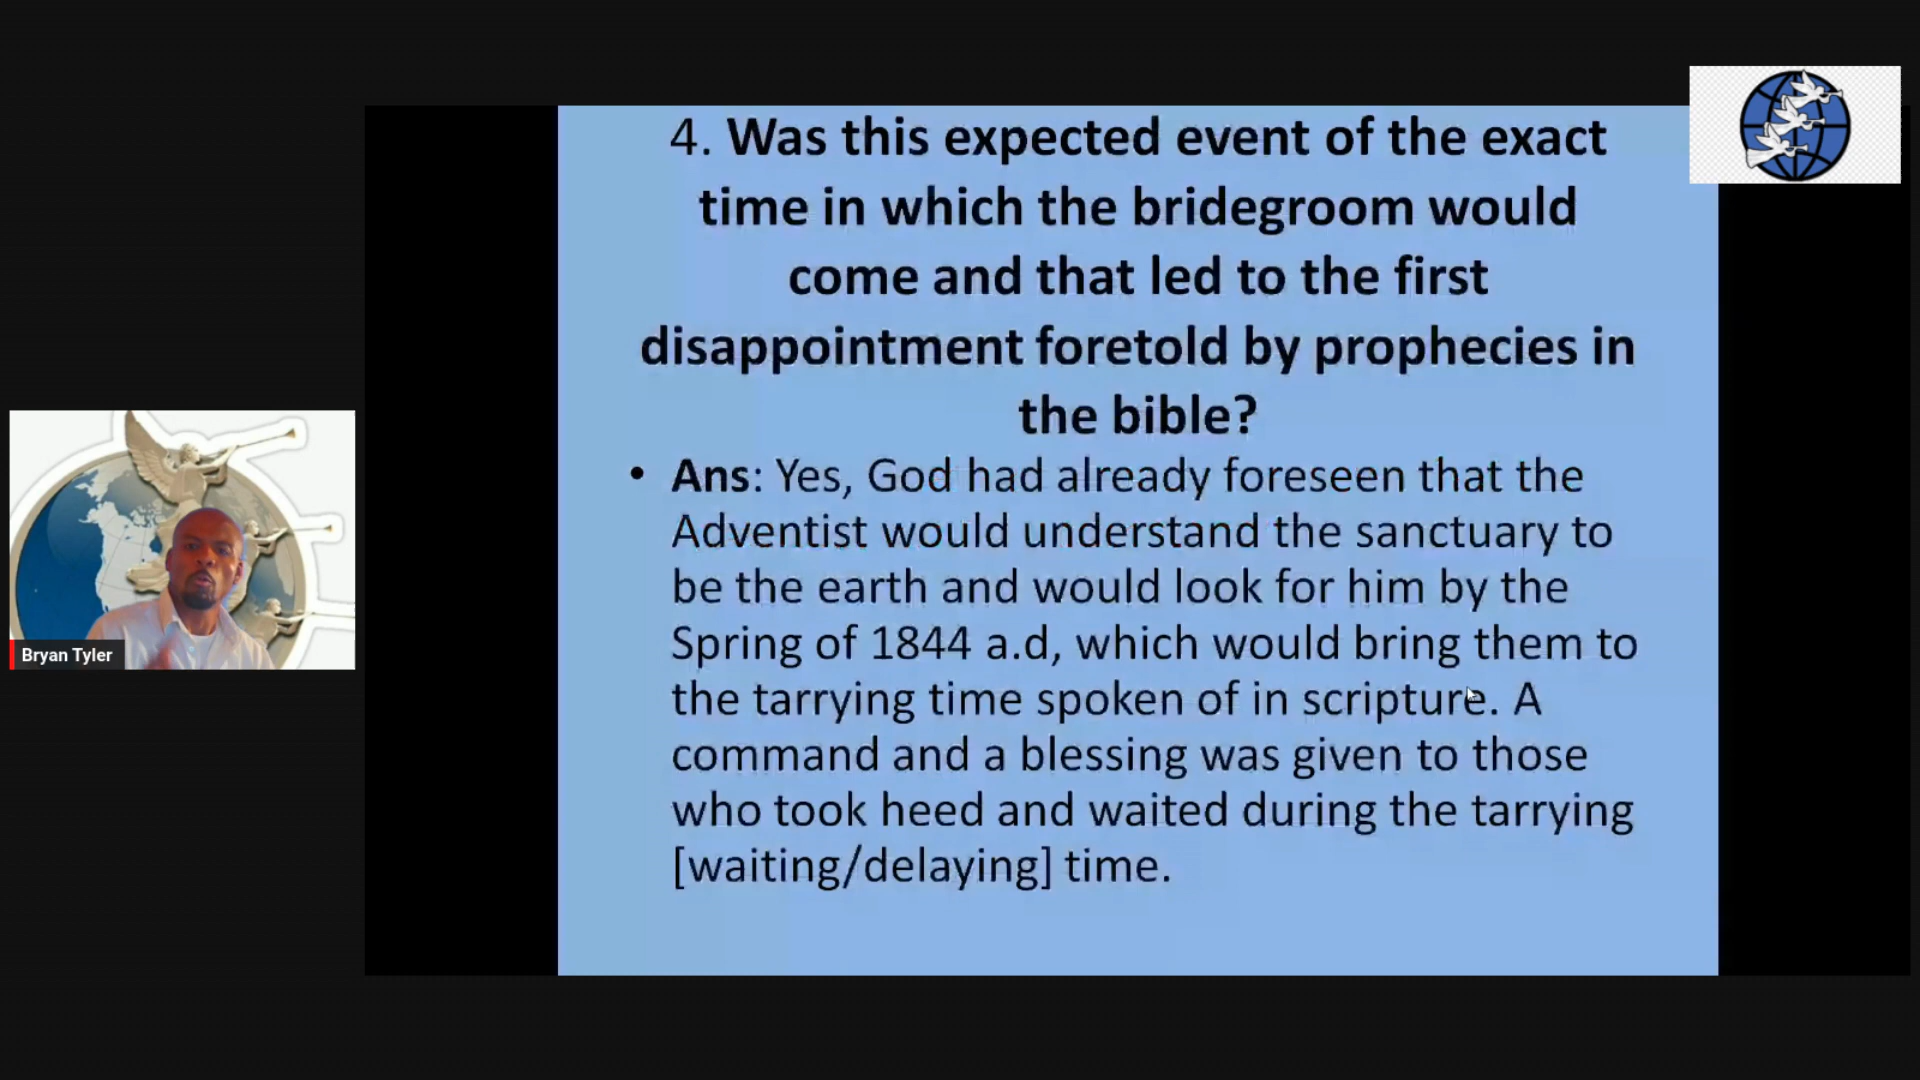 4. Was this expected event of the exact
time in which the bridegroom would
come and that led to the first
disappointment foretold by prophecies in
the bible?
• Ans: Yes, God had already foreseen that the
Adventist would understand the sanctuary to
be the earth and would look for him by the
Spring of 1844 a.d, which would bring them to
the tarrying time spoken of in scripture. A
command and a blessing was given to those
who took heed and waited during the tarrying
[waiting/delaying] time.
Bryan Tyler